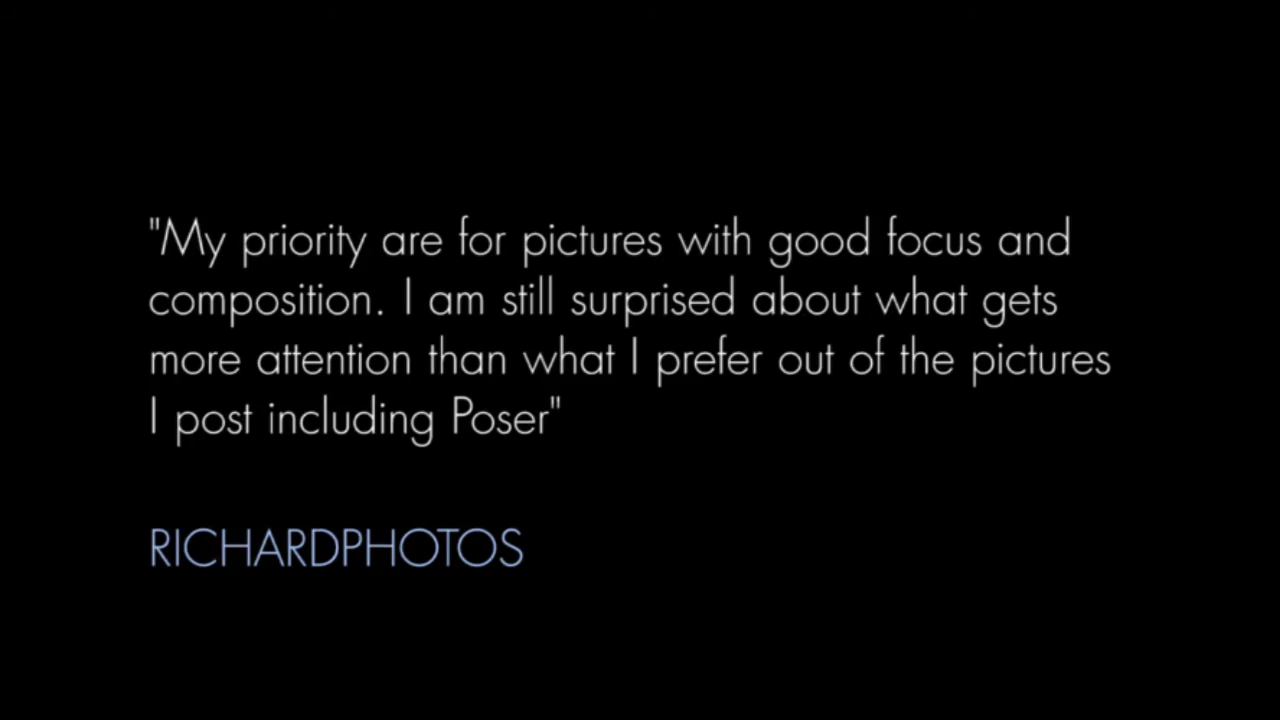 "My priority are for pictures with good focus and
composition. I am still surprised about what gets
more attention than what I prefer out of the pictures
I post including Poser"
RICHARDPHOTOS